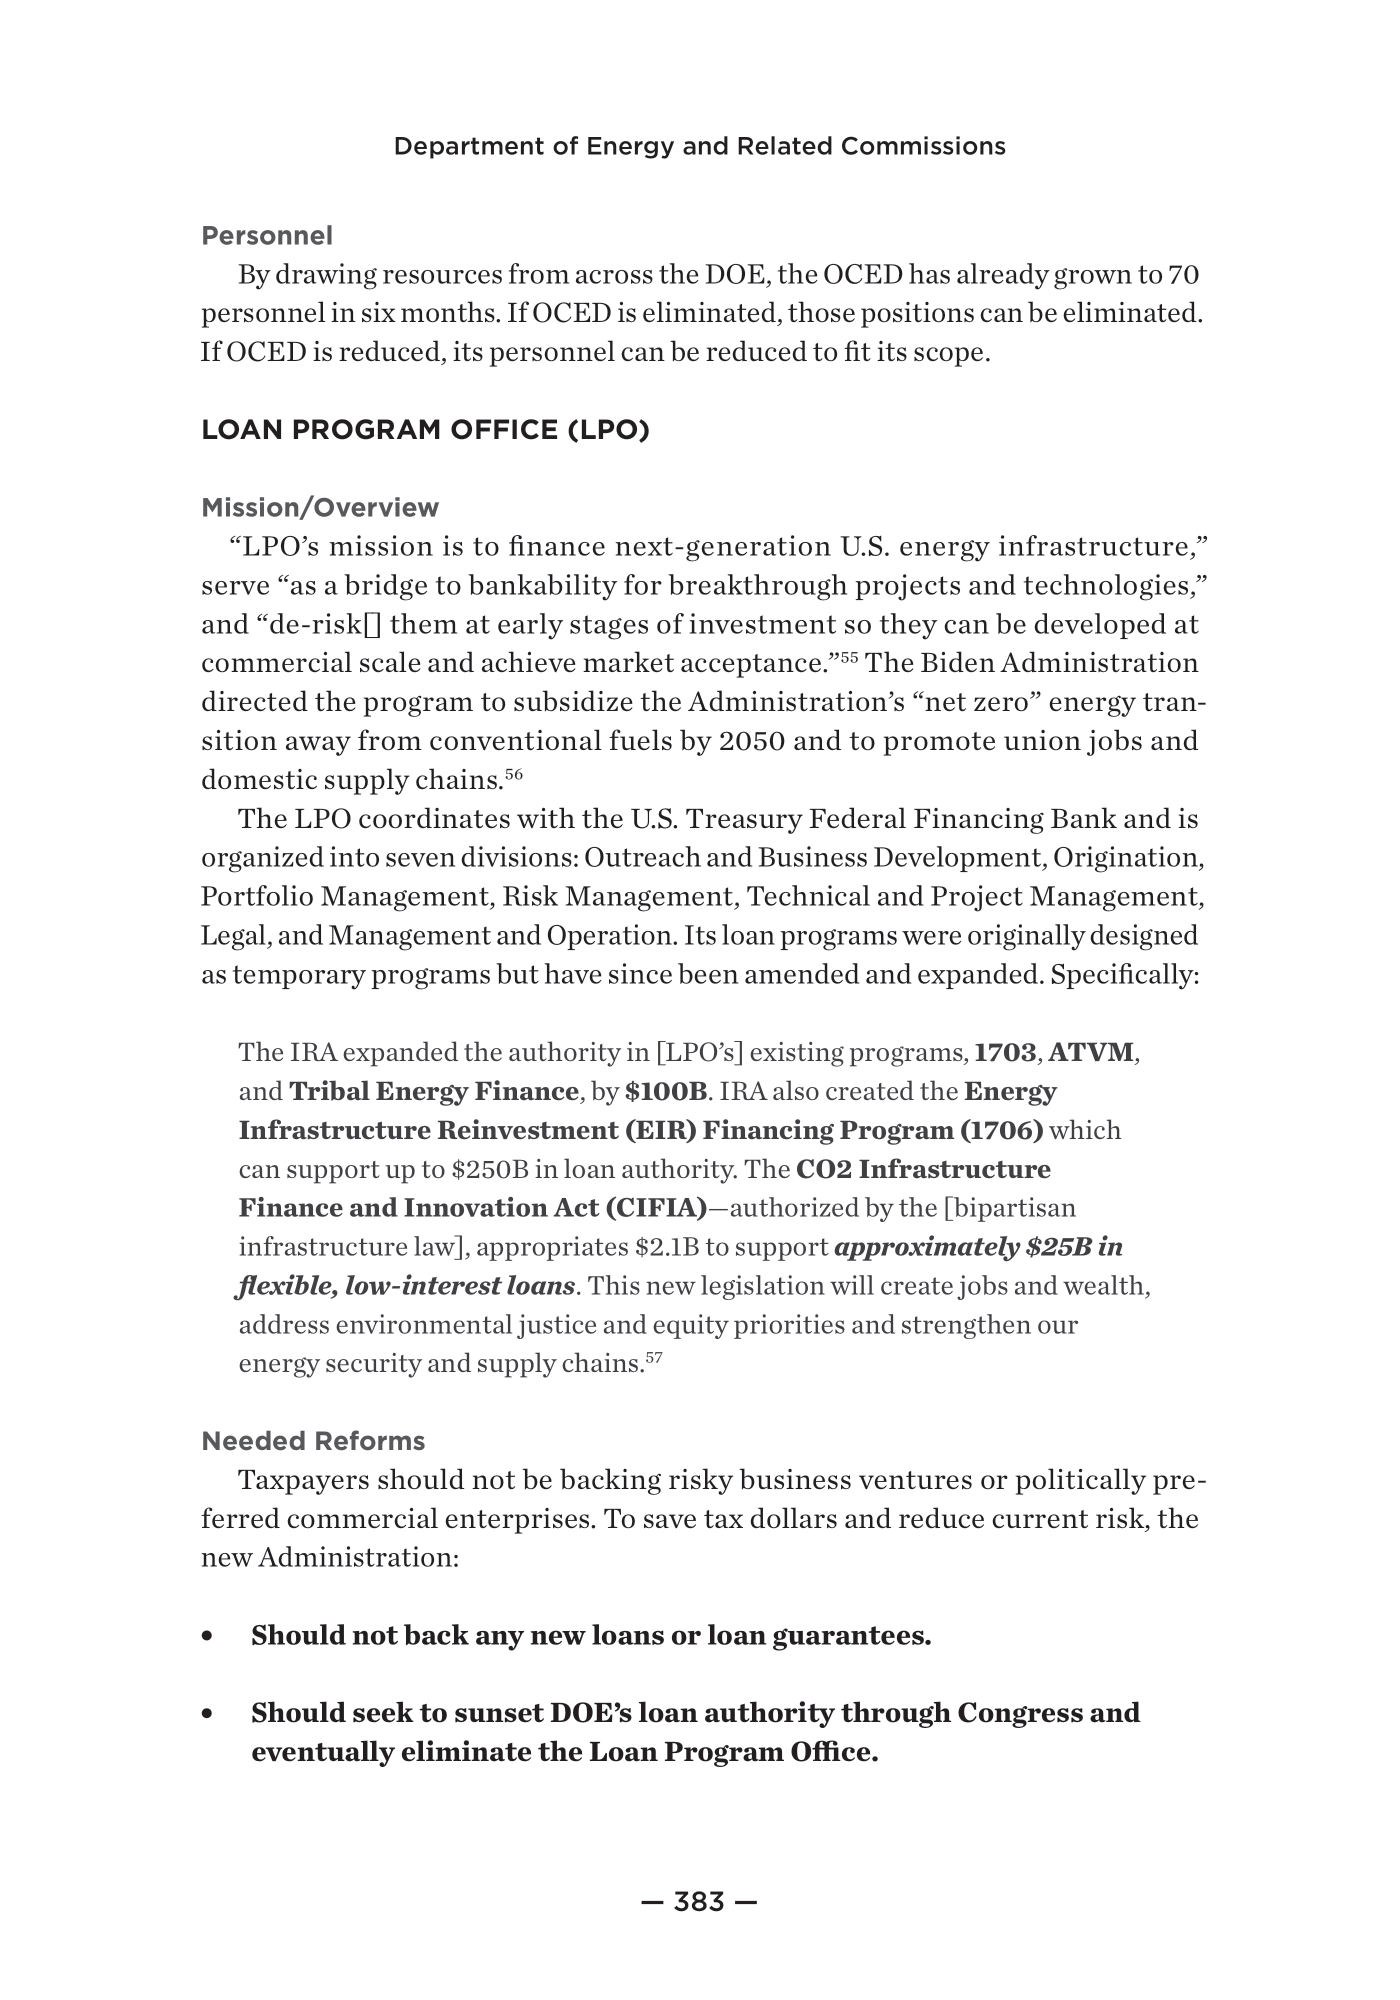 Department of Energy and Related Commissions
Personnel
By drawing resources from across the DOE, the OCED has already grown to 70
personnel in six months. If OCED is eliminated, those positions can be eliminated.
If OCED is reduced, its personnel can be reduced to fit its scope.
LOAN PROGRAM OFFICE (LPO)
Mission/Overview
“LPO’s mission is to finance next-generation U.S. energy infrastructure,”
serve “as a bridge to bankability for breakthrough projects and technologies,”
and “de-risk[] them at early stages of investment so they can be developed at
commercial scale and achieve market acceptance.”55 The Biden Administration
directed the program to subsidize the Administration’s “net zero” energy tran-
sition away from conventional fuels by 2050 and to promote union jobs and
domestic supply chains.56
The LPO coordinates with the U.S. Treasury Federal Financing Bank and is
organized into seven divisions: Outreach and Business Development, Origination,
Portfolio Management, Risk Management, Technical and Project Management,
Legal, and Management and Operation. Its loan programs were originally designed
as temporary programs but have since been amended and expanded. Specifically:
The IRA expanded the authority in [LPO’s] existing programs, 1703, ATVM,
and Tribal Energy Finance, by $100B. IRA also created the Energy
Infrastructure Reinvestment (EIR) Financing Program (1706) which
can support up to $250B in loan authority. The CO2 Infrastructure
Finance and Innovation Act (CIFIA)—authorized by the [bipartisan
infrastructure law], appropriates $2.1B to support approximately $25B in
flexible, low-interest loans. This new legislation will create jobs and wealth,
address environmental justice and equity priorities and strengthen our
energy security and supply chains.57
Needed Reforms
Taxpayers should not be backing risky business ventures or politically pre-
ferred commercial enterprises. To save tax dollars and reduce current risk, the
new Administration:
• Should not back any new loans or loan guarantees.
• Should seek to sunset DOE’s loan authority through Congress and
eventually eliminate the Loan Program Office.
— 383 —